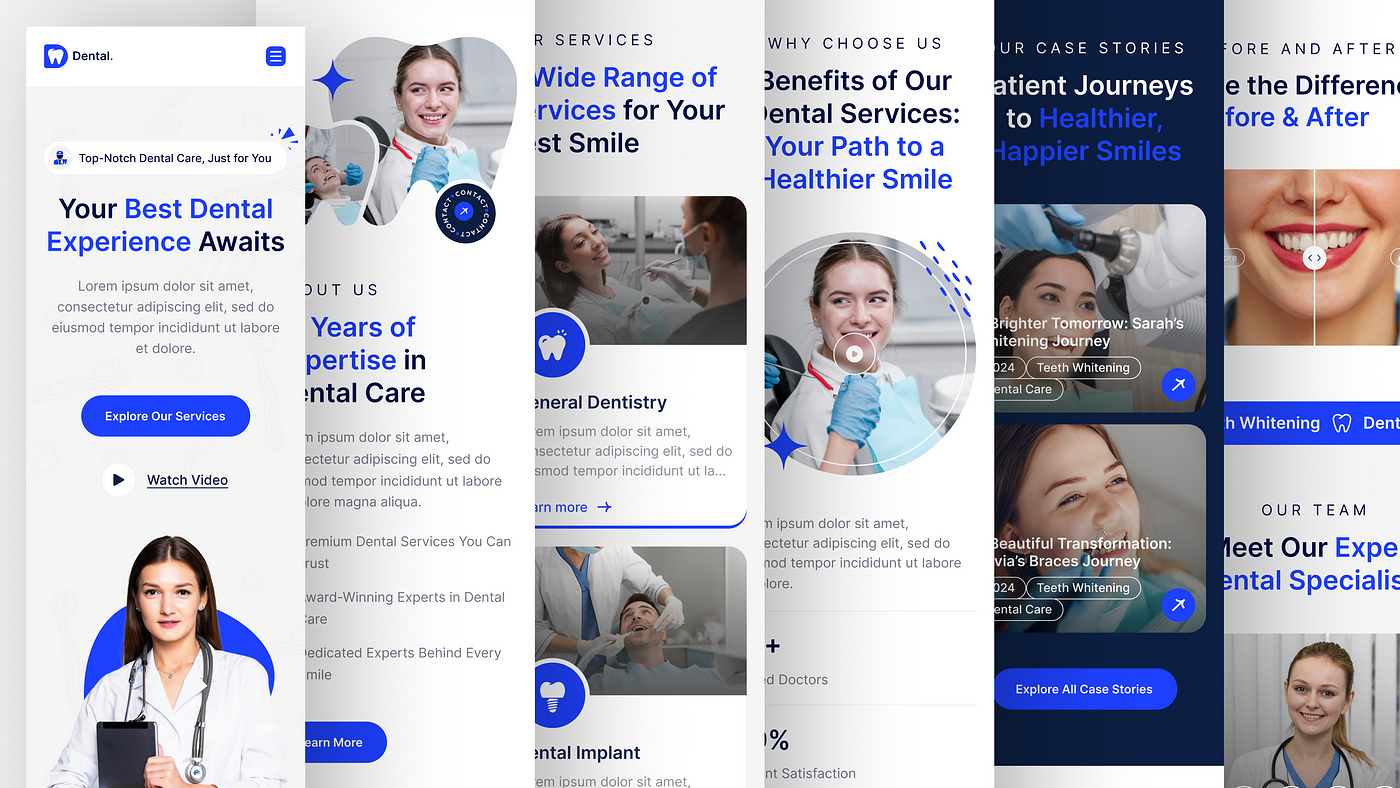 Dental.
Top-Notch Dental Care, Just for You
Your Best Dental
Experience Awaits
Lorem ipsum dolor sit amet,
consectetur adipiscing elit, sed do
eiusmod tempor incididunt ut labore
et dolore.
Explore Our Services
Watch Video
CONTACT • CONTACT • CONTACT
OUT US
Years of
pertise in
ental Care
m ipsum dolor sit amet,
ectetur adipiscing elit, sed do
mod tempor incididunt ut labore
olore magna aliqua.
remium Dental Services You Can
rust
ward-Winning Experts in Dental
are
edicated Experts Behind Every
mile
earn More
R SERVICES
Wide Range of
ervices for Your
est Smile
eneral Dentistry
rem ipsum dolor sit amet,
nsectetur adipiscing elit, sed do
smod tempor incididunt ut la...
arn more
ental Implant
rem ipsum dolor sit amet,
WHY CHOOSE US
Benefits of Our
Dental Services:
Your Path to a
Healthier Smile
m ipsum dolor sit amet,
ectetur adipiscing elit, sed do
mod tempor incididunt ut labore
olore.
+
ed Doctors
%
nt Satisfaction
OUR CASE STORIES
atient Journeys
to Healthier,
Happier Smiles
Brighter Tomorrow: Sarah's
hitening Journey
024 Teeth Whitening
ental Care
Beautiful Transformation:
via's Braces Journey
024 Teeth Whitening
ental Care
Explore All Case Stories
FORE AND AFTER
e the Differen
fore & After
ore
h Whitening Dent
OUR TEAM
Meet Our Expe
ental Specialis